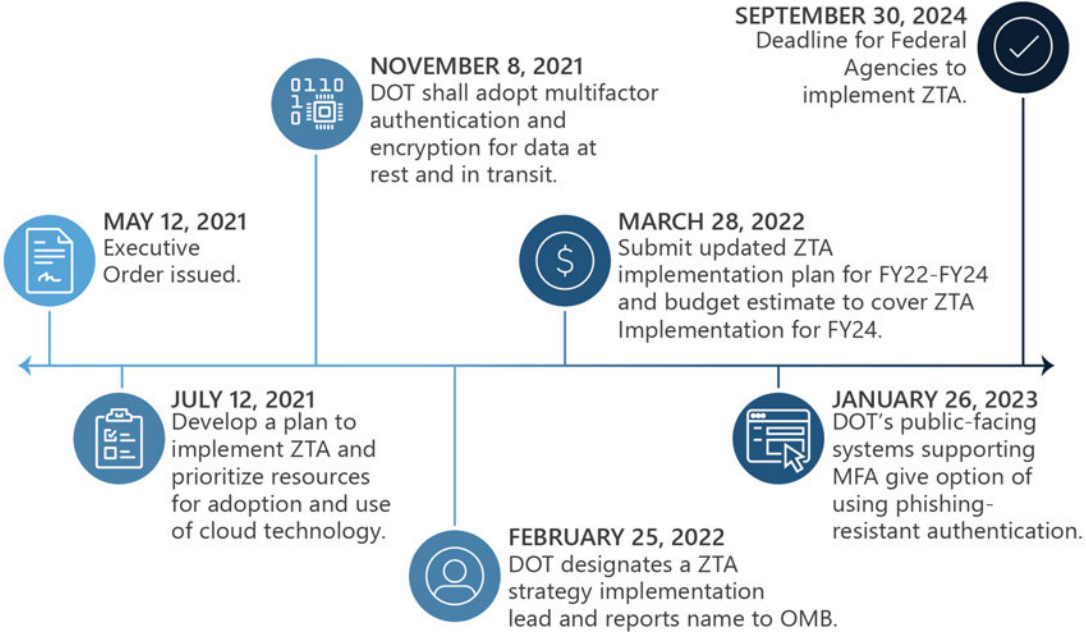 MAY 12, 2021
Executive
Order issued.
JULY 12, 2021
Develop a plan to
implement ZTA and
prioritize resources
for adoption and use
of cloud technology.
0110
1
0
NOVEMBER 8, 2021
DOT shall adopt multifactor
authentication and
encryption for data at
rest and in transit.
FEBRUARY 25, 2022
DOT designates a ZTA
strategy implementation
lead and reports name to OMB.
$
MARCH 28, 2022
Submit updated ZTA
implementation plan for FY22-FY24
and budget estimate to cover ZTA
Implementation for FY24.
JANUARY 26, 2023
DOT’s public-facing
systems supporting
MFA give option of
using phishing-
resistant authentication.
SEPTEMBER 30, 2024
Deadline for Federal
Agencies to
implement ZTA.